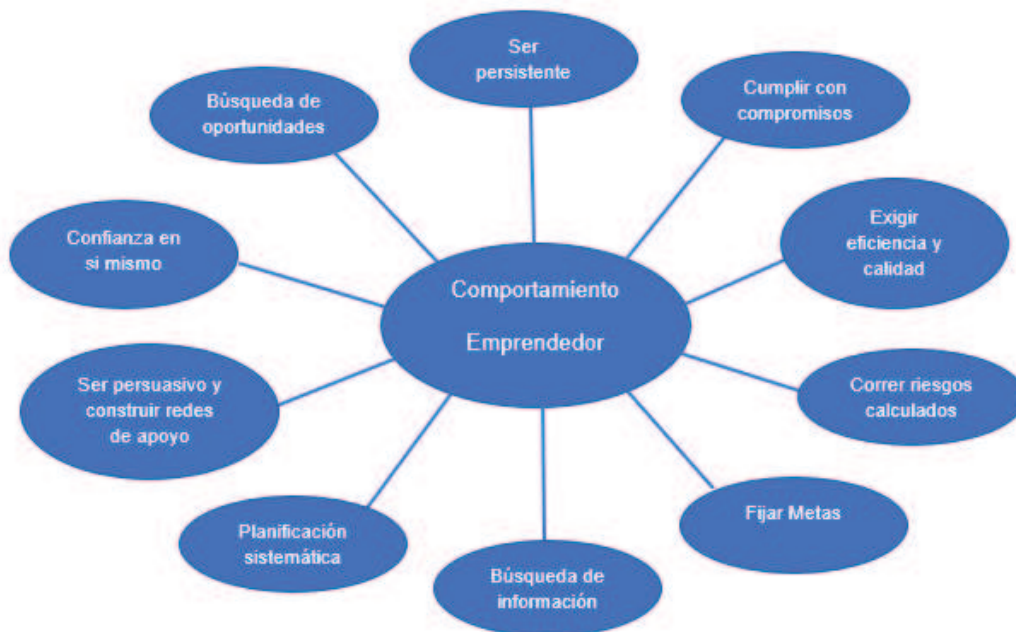 Ser
persistente
Cumplir con
compromisos
Búsqueda de
oportunidades
Exigir
eficiencia y
calidad
Confianza en
si mismo
Comportamiento
Emprendedor
Ser persuasivo y
construir redes
de apoyo
Correr riesgos
calculados
Fijar Metas
Planificación
sistemática
Búsqueda de
información